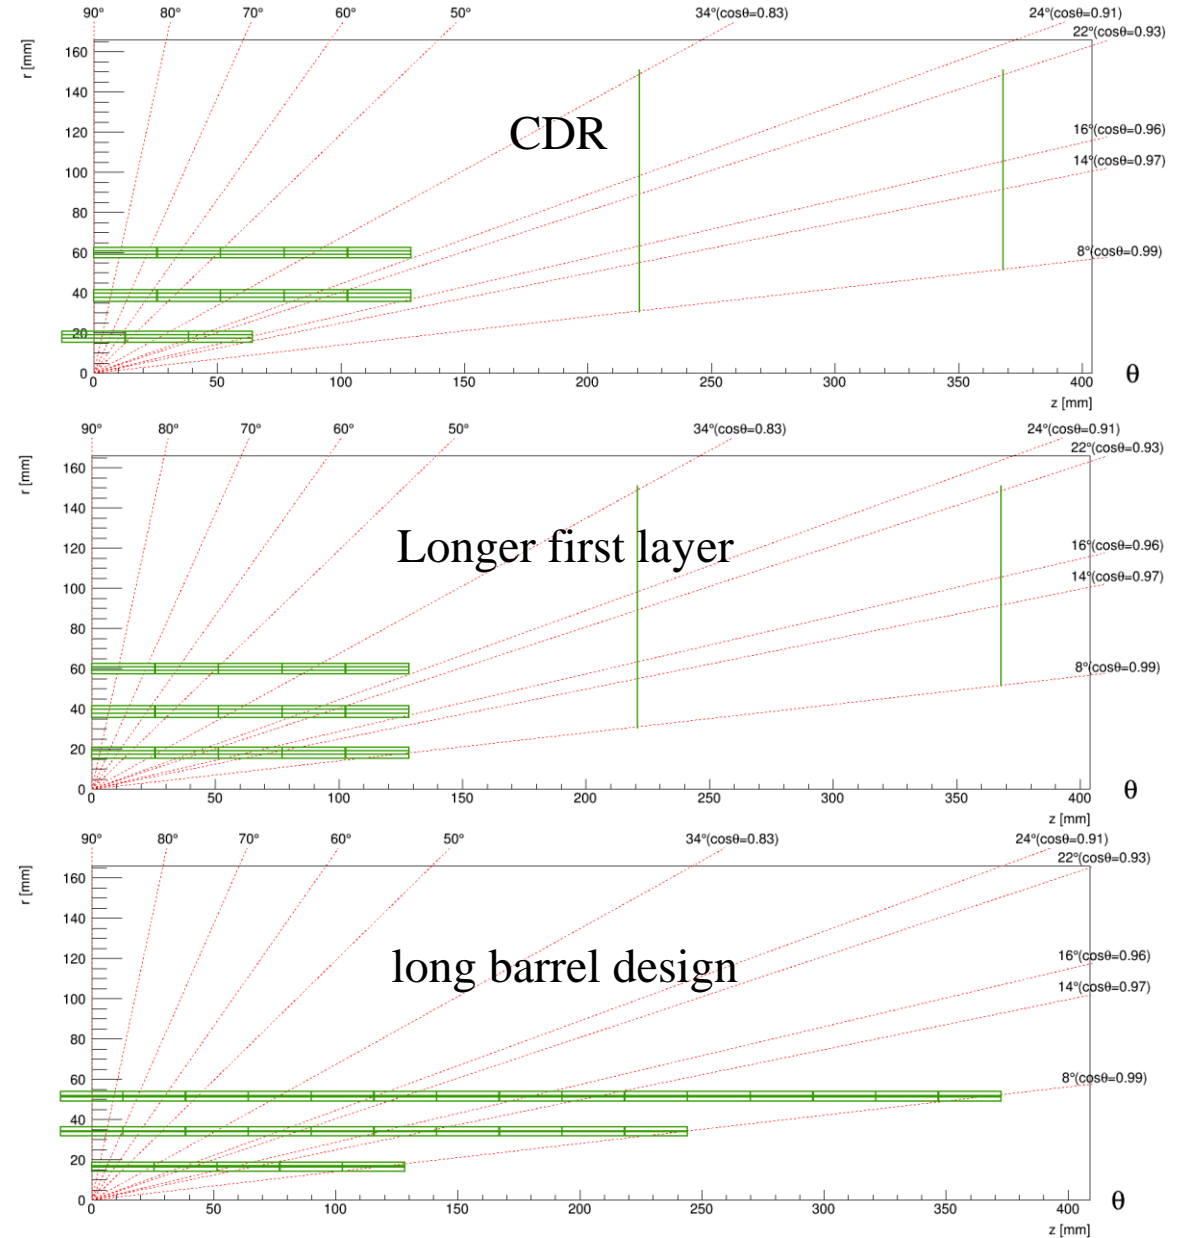 90° 80° 70° 60° 50° 34°(cosθ=0.83) 24°(cosθ=0.91)
22°(cosθ=0.93)
r [mm]
160
140
CDR
120
16°(cosθ=0.96)
14°(cosθ=0.97)
100
80
60
8°(cosθ=0.99)
40
20
0
0 50 100 150 200 250 300 350 400
θ
z [mm]
90° 80° 70° 60° 50° 34°(cosθ=0.83) 24°(cosθ=0.91)
22°(cosθ=0.93)
r [mm]
160
140
Longer first layer
120
16°(cosθ=0.96)
14°(cosθ=0.97)
100
80
60
8°(cosθ=0.99)
40
20
0
0 50 100 150 200 250 300 350 400
θ
z [mm]
90° 80° 70° 60° 50° 34°(cosθ=0.83) 24°(cosθ=0.91)
22°(cosθ=0.93)
r [mm]
160
140
long barrel design
120
16°(cosθ=0.96)
14°(cosθ=0.97)
100
80
60
8°(cosθ=0.99)
40
20
0
0 50 100 150 200 250 300 350 400
θ
z [mm]